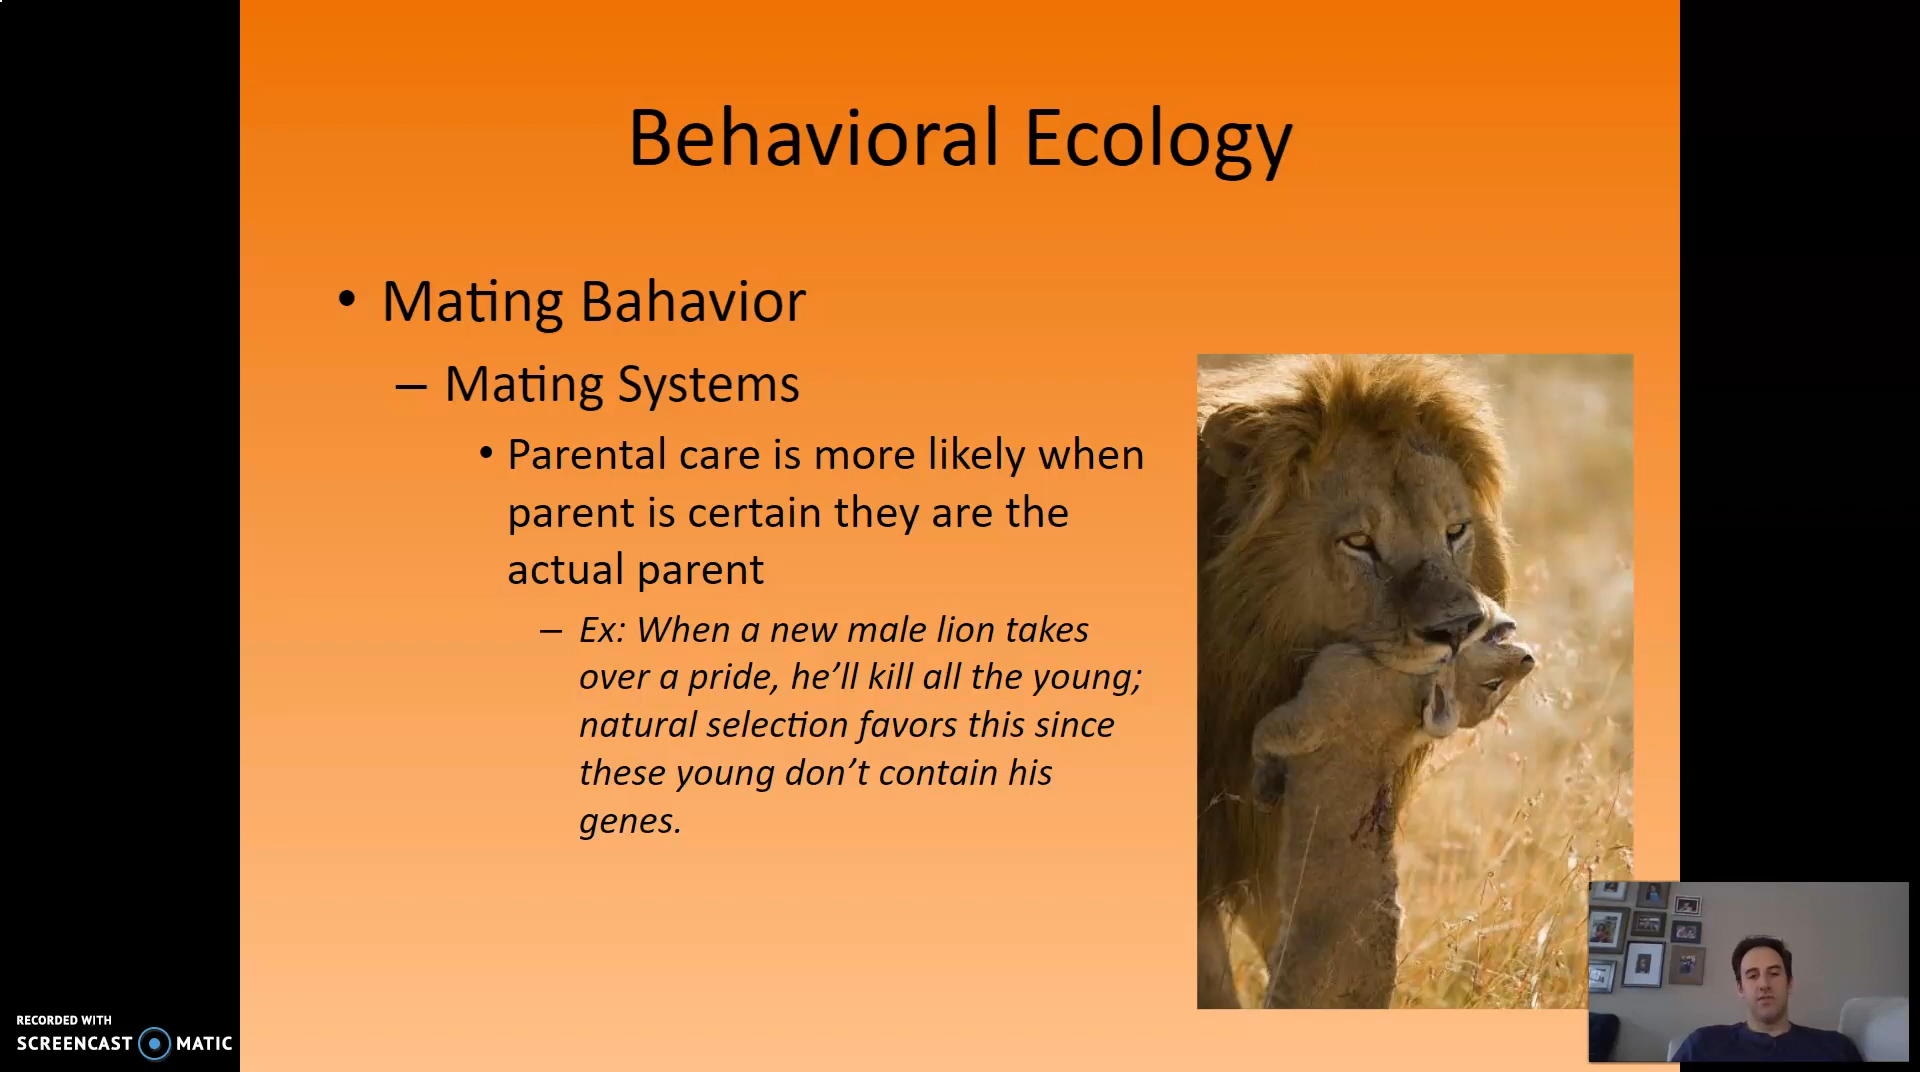 Behavioral Ecology
• Mating Bahavior
– Mating Systems
• Parental care is more likely when
parent is certain they are the
actual parent
– Ex: When a new male lion takes
over a pride, he’ll kill all the young;
natural selection favors this since
these young don’t contain his
genes.
RECORDED WITH
SCREENCAST MATIC